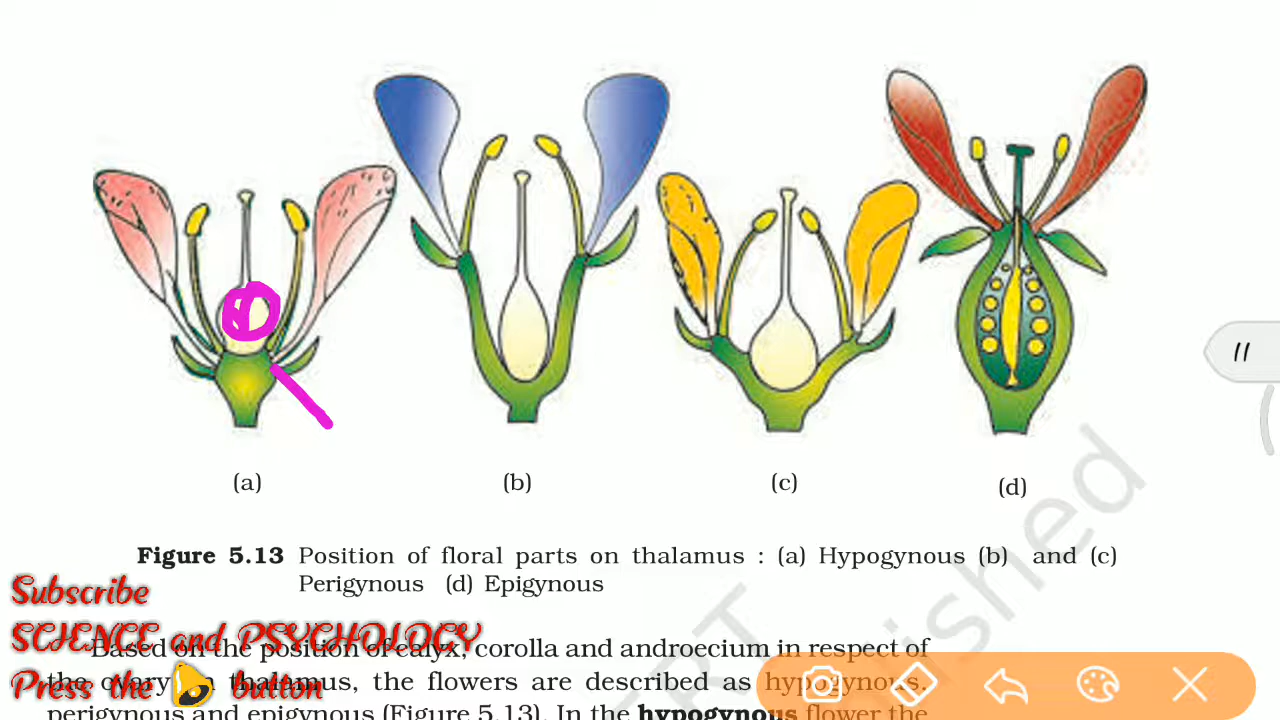 11
(a) (b) (c) (d)
Figure 5.13 Position of floral parts on thalamus : (a) Hypogynous (b) and (c)
Perigynous (d) Epigynous
Subscribe
SCIENCE and PSYCHOLOGY
Press the button
Based on the position of calyx, corolla and androecium in respect of
the ovary on thalamus, the flowers are described as hypogynous,
perigynous and epigynous (Figure 5.13). In the hypogynous flower the